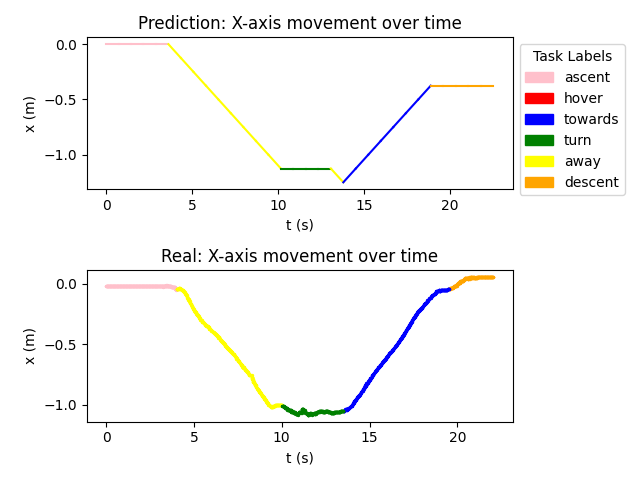 Prediction: X-axis movement over time
0.0
−0.5
−1.0
x (m)
0 5 10 15 20
t (s)
Task Labels
ascent
hover
towards
turn
away
descent
Real: X-axis movement over time
0.0
−0.5
−1.0
x (m)
0 5 10 15 20
t (s)